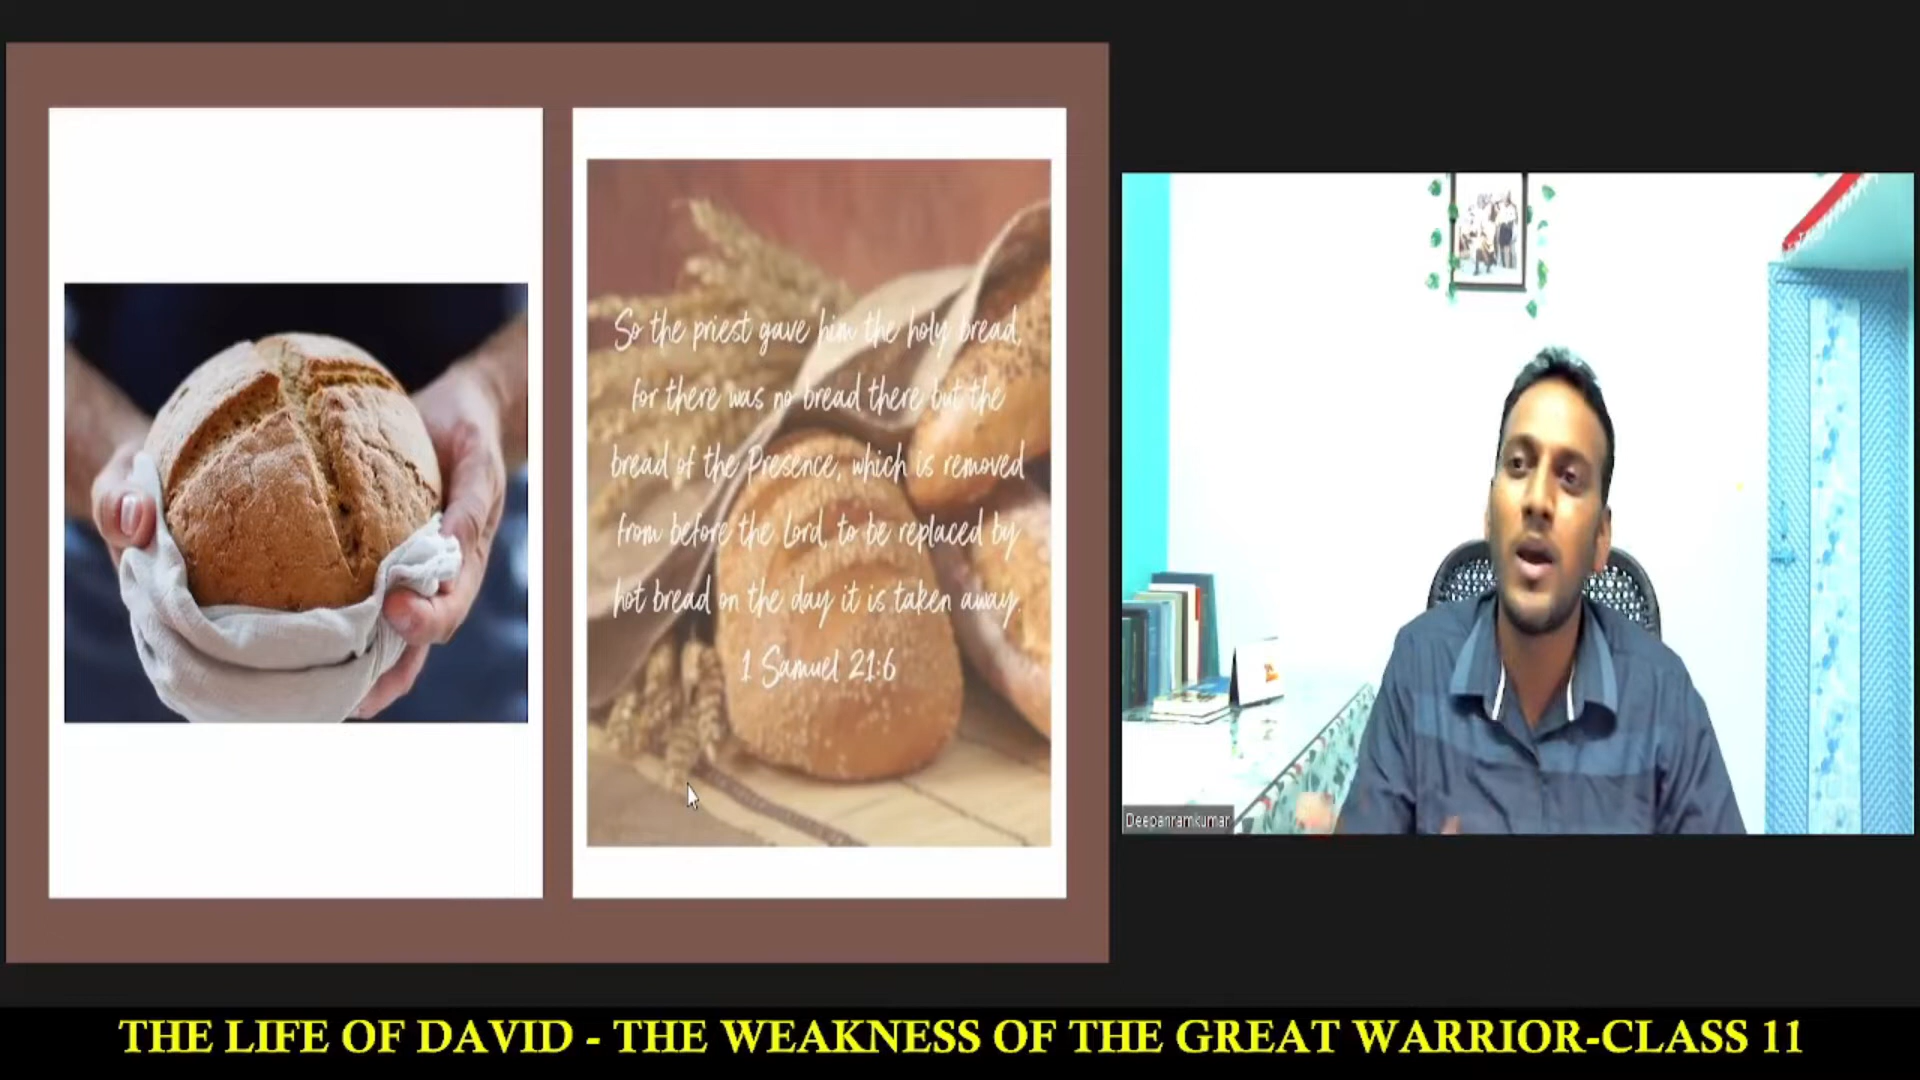 So the priest gave him the holy bread,
for there was no bread there but the
bread of the Presence, which is removed
from before the Lord, to be replaced by
hot bread on the day it is taken away.
1 Samuel 21:6
Deepanramkumar
THE LIFE OF DAVID - THE WEAKNESS OF THE GREAT WARRIOR-CLASS 11